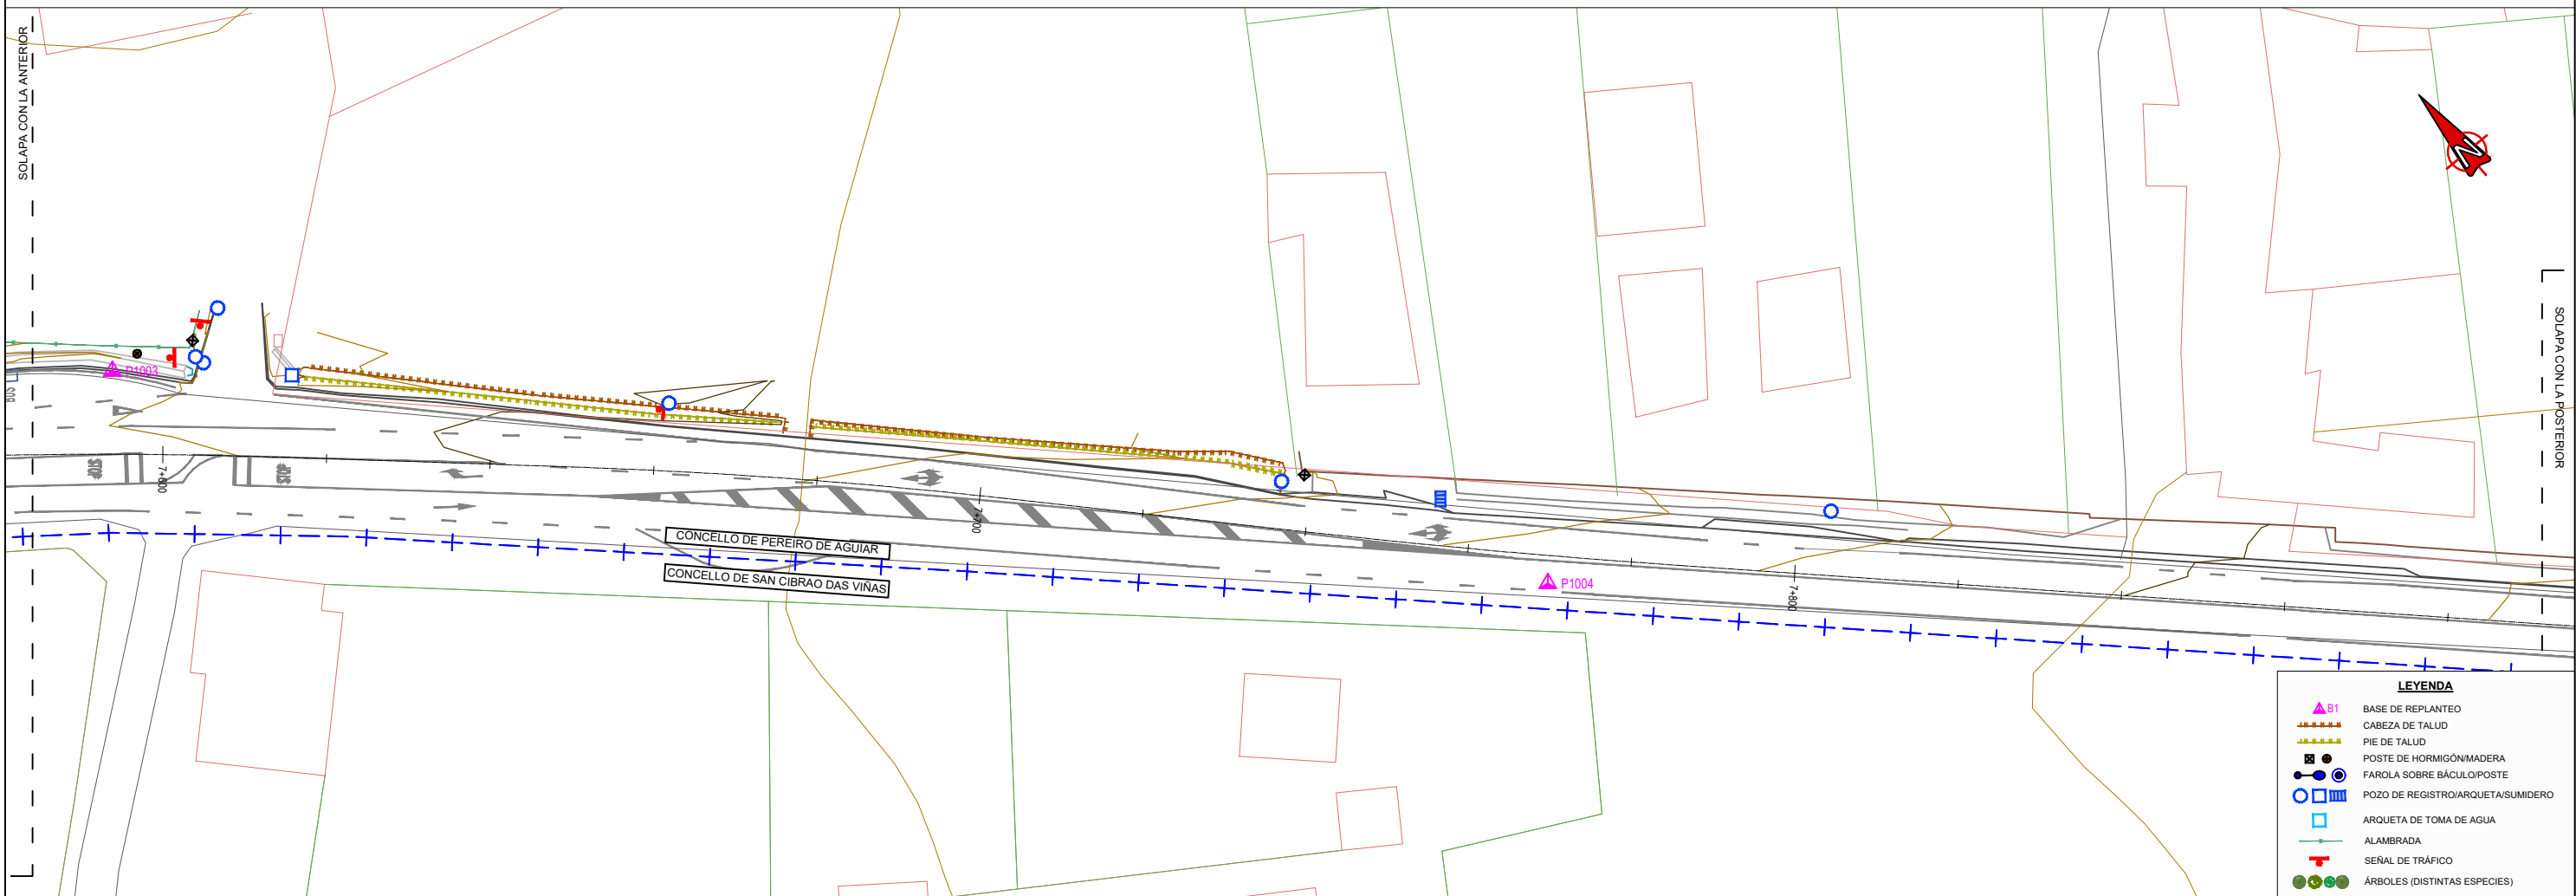 SOLAPA CON LA ANTERIOR
P1003
BUS
STOP
7+600
BUS
7+700
CONCELLO DE PEREIRO DE AGUIAR
CONCELLO DE SAN CIBRAO DAS VIÑAS
P1004
7+800
N
SOLAPA CON LA POSTERIOR
LEYENDA
B1 BASE DE REPLANTEO
CABEZA DE TALUD
PIE DE TALUD
POSTE DE HORMIGÓN/MADERA
FAROLA SOBRE BÁCULO/POSTE
POZO DE REGISTRO/ARQUETA/SUMIDERO
ARQUETA DE TOMA DE AGUA
ALAMBRADA
SEÑAL DE TRÁFICO
ÁRBOLES (DISTINTAS ESPECIES)